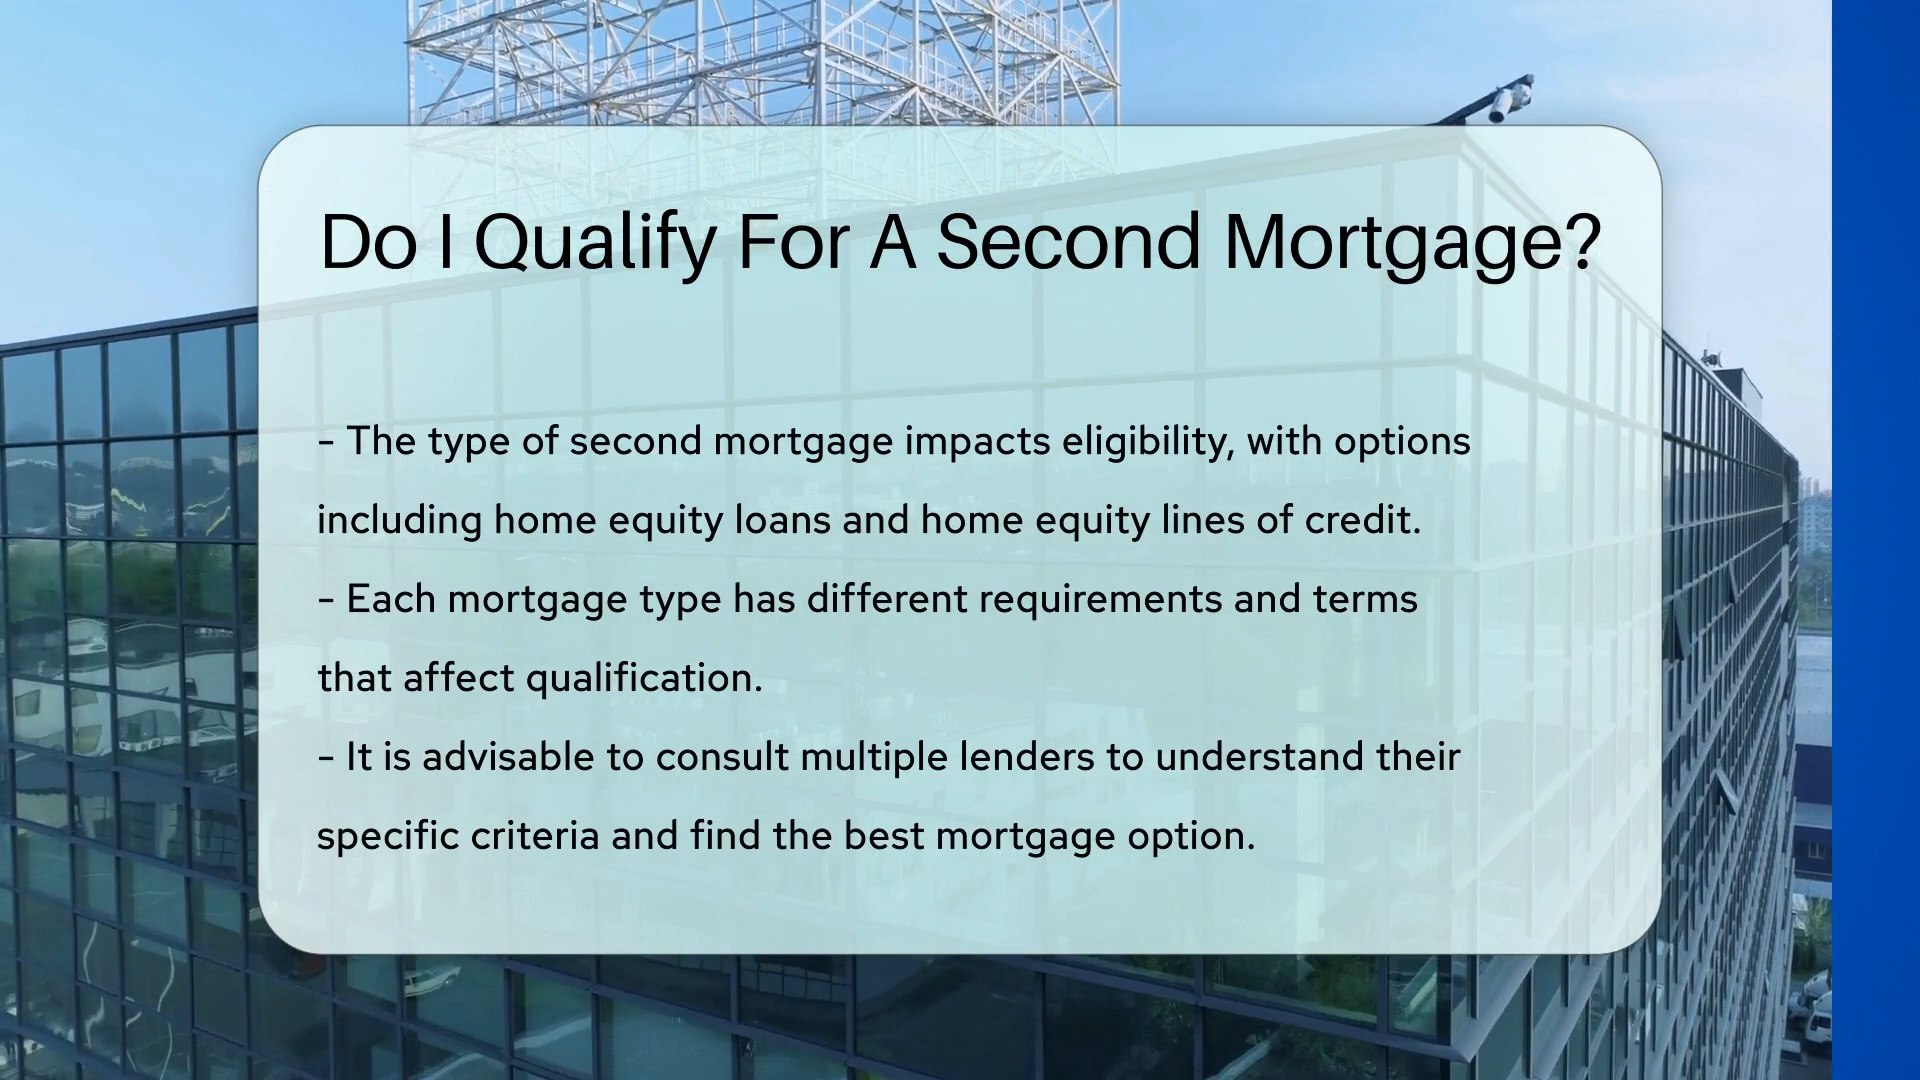 Do I Qualify For A Second Mortgage?
- The type of second mortgage impacts eligibility, with options
including home equity loans and home equity lines of credit.
- Each mortgage type has different requirements and terms
that affect qualification.
- It is advisable to consult multiple lenders to understand their
specific criteria and find the best mortgage option.